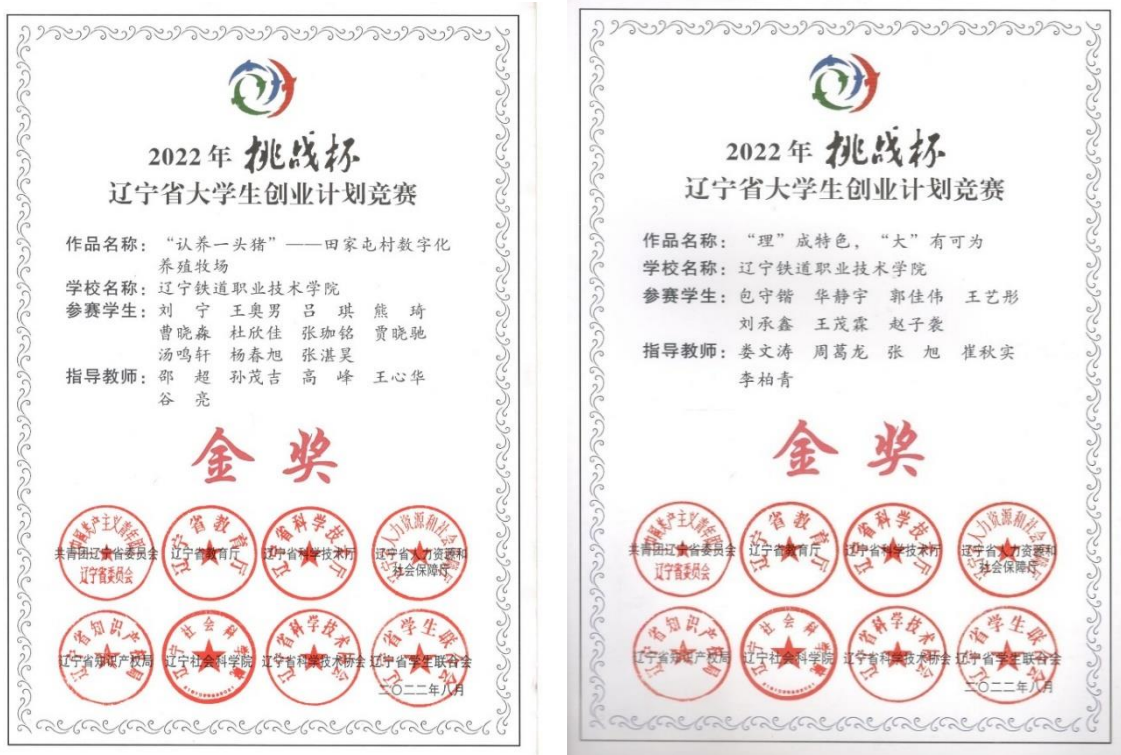 2022年 挑战杯
辽宁省大学生创业计划竞赛
作品名称：“认养一头猪”——田家屯村数字化
养殖牧场
学校名称：辽宁铁道职业技术学院
参赛学生：刘 宁 王奥男 吕 琪 熊 琦
曹晓淼 杜欣佳 张珈铭 贾晓驰
汤鸣轩 杨春旭 张湛昊
指导教师：邵 超 孙茂吉 高 峰 王心华
谷 亮
金奖
共青团辽宁省委员会 辽宁省教育厅 辽宁省科学技术厅 辽宁省人力资源和
社会保障厅
辽宁省知识产权局 辽宁社会科学院 辽宁省科学技术协会 辽宁省学生联合会
二〇二二年八月
2022年 挑战杯
辽宁省大学生创业计划竞赛
作品名称：“理”成特色，“大”有可为
学校名称：辽宁铁道职业技术学院
参赛学生：包守锴 华静宇 郭佳伟 王艺彤
刘承鑫 王茂霖 赵子袭
指导教师：娄文涛 周葛龙 张 旭 崔秋实
李柏青
金奖
共青团辽宁省委员会 辽宁省教育厅 辽宁省科学技术厅 辽宁省人力资源和
社会保障厅
辽宁省知识产权局 辽宁社会科学院 辽宁省科学技术协会 辽宁省学生联合会
二〇二二年八月